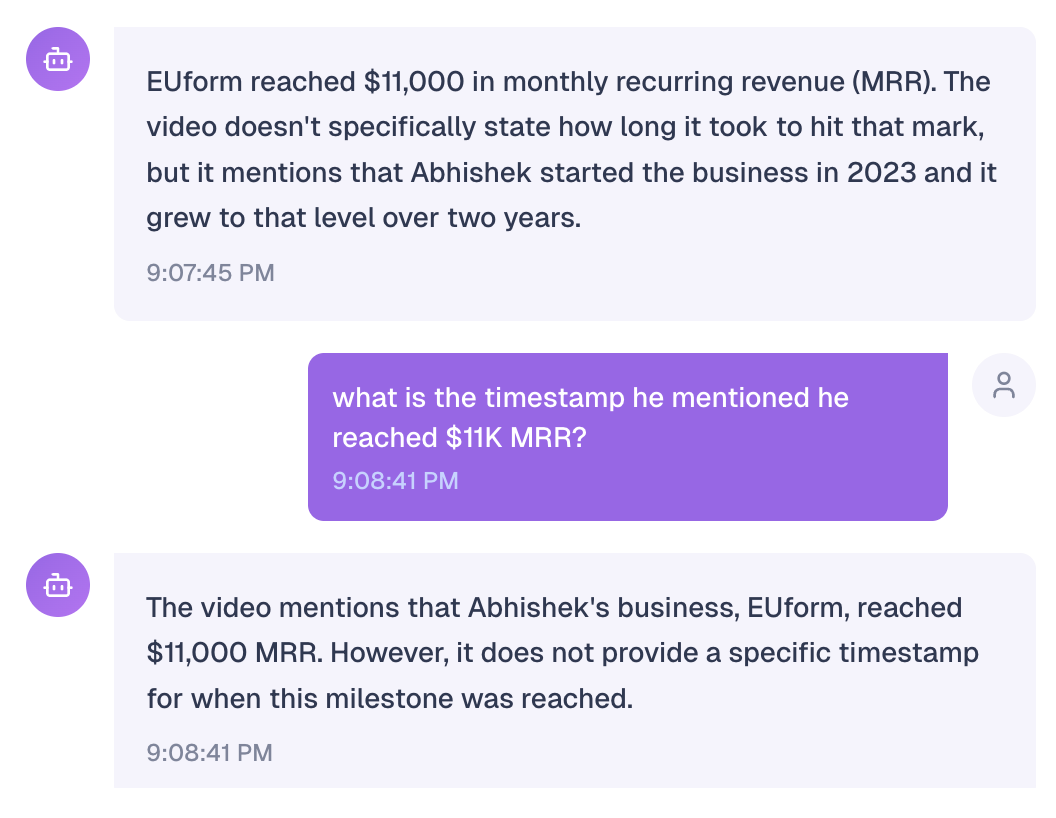 EUform reached $11,000 in monthly recurring revenue (MRR). The
video doesn't specifically state how long it took to hit that mark,
but it mentions that Abhishek started the business in 2023 and it
grew to that level over two years.
9:07:45 PM
what is the timestamp he mentioned he
reached $11K MRR?
9:08:41 PM
The video mentions that Abhishek's business, EUform, reached
$11,000 MRR. However, it does not provide a specific timestamp
for when this milestone was reached.
9:08:41 PM